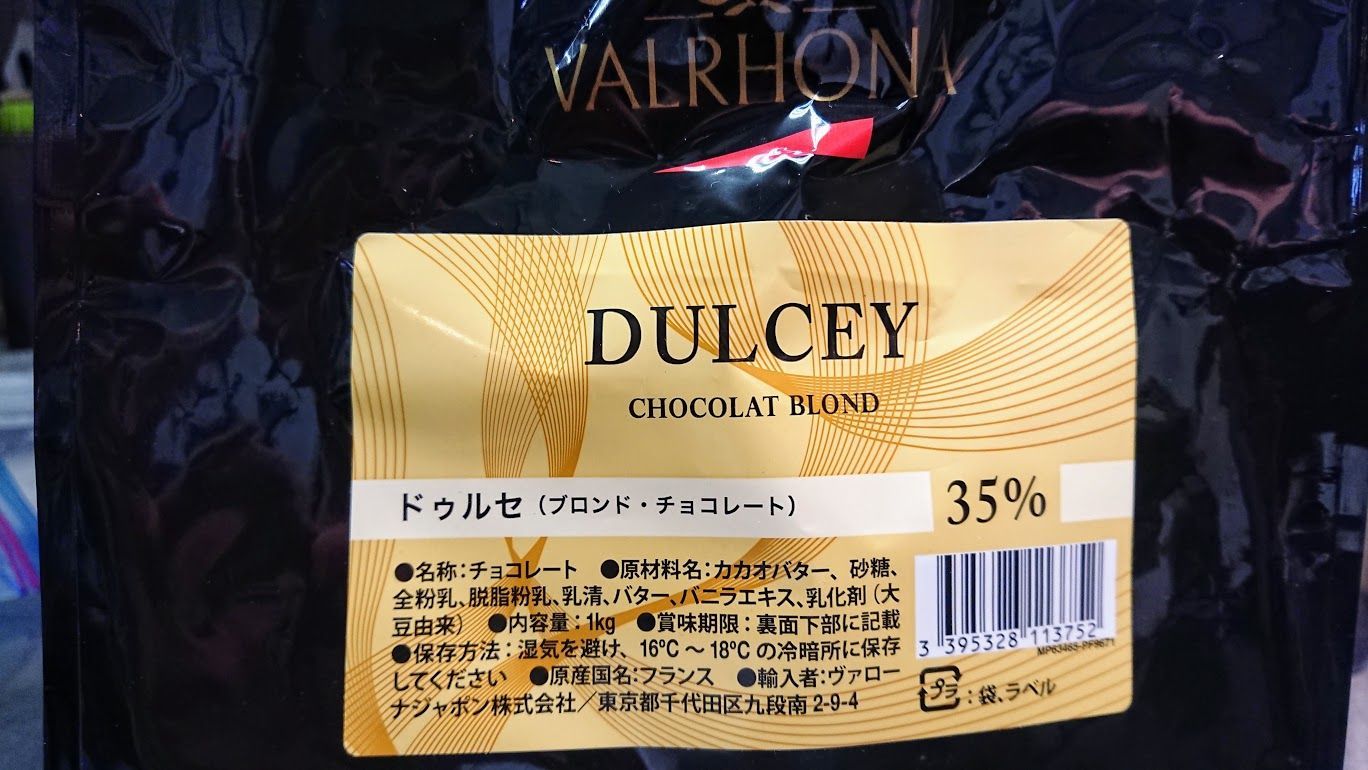 VALRHONA
DULCEY
CHOCOLAT BLOND
ドゥルセ（ブロンド・チョコレート）
35%
●名称：チョコレート ●原材料名：カカオバター、砂糖、
全粉乳、脱脂粉乳、乳清、バター、バニラエキス、乳化剤（大
豆由来） ●内容量：1kg ●賞味期限：裏面下部に記載
●保存方法：湿気を避け、16℃～18℃の冷暗所に保存
してください ●原産国名：フランス ●輸入者：ヴァロー
ナジャポン株式会社／東京都千代田区九段南2-9-4
3 395328 113752
MP63465-PF9671
プラ：袋、ラベル